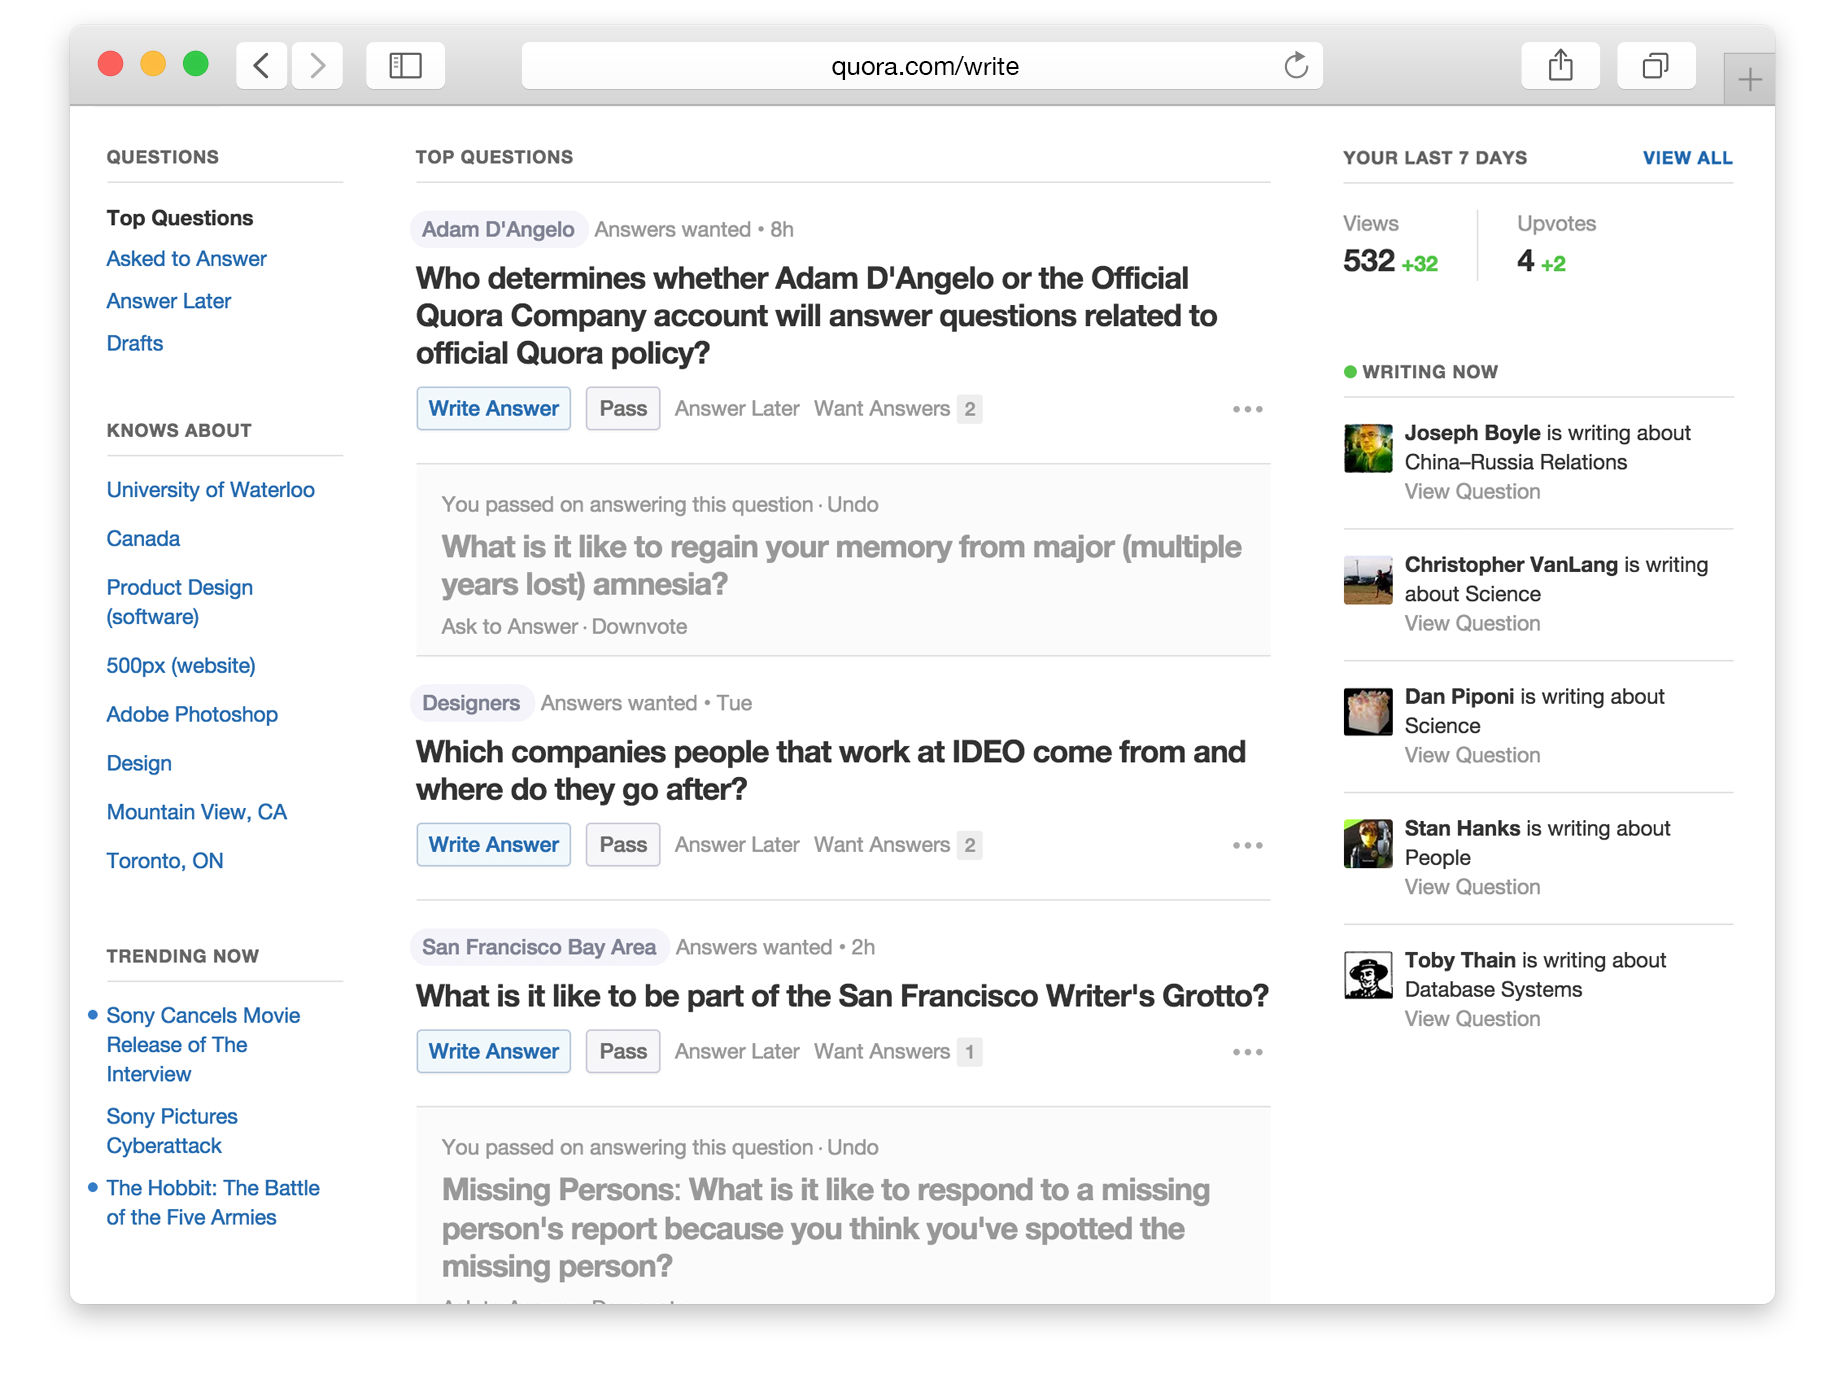 quora.com/write
QUESTIONS
Top Questions
Asked to Answer
Answer Later
Drafts
KNOWS ABOUT
University of Waterloo
Canada
Product Design
(software)
500px (website)
Adobe Photoshop
Design
Mountain View, CA
Toronto, ON
TRENDING NOW
Sony Cancels Movie
Release of The
Interview
Sony Pictures
Cyberattack
The Hobbit: The Battle
of the Five Armies
TOP QUESTIONS
Adam D'Angelo Answers wanted • 8h
Who determines whether Adam D'Angelo or the Official
Quora Company account will answer questions related to
official Quora policy?
Write Answer Pass Answer Later Want Answers 2
You passed on answering this question · Undo
What is it like to regain your memory from major (multiple
years lost) amnesia?
Ask to Answer · Downvote
Designers Answers wanted • Tue
Which companies people that work at IDEO come from and
where do they go after?
Write Answer Pass Answer Later Want Answers 2
San Francisco Bay Area Answers wanted • 2h
What is it like to be part of the San Francisco Writer's Grotto?
Write Answer Pass Answer Later Want Answers 1
You passed on answering this question · Undo
Missing Persons: What is it like to respond to a missing
person's report because you think you've spotted the
missing person?
YOUR LAST 7 DAYS VIEW ALL
Views Upvotes
532 +32 4 +2
WRITING NOW
Joseph Boyle is writing about
China–Russia Relations
View Question
Christopher VanLang is writing
about Science
View Question
Dan Piponi is writing about
Science
View Question
Stan Hanks is writing about
People
View Question
Toby Thain is writing about
Database Systems
View Question